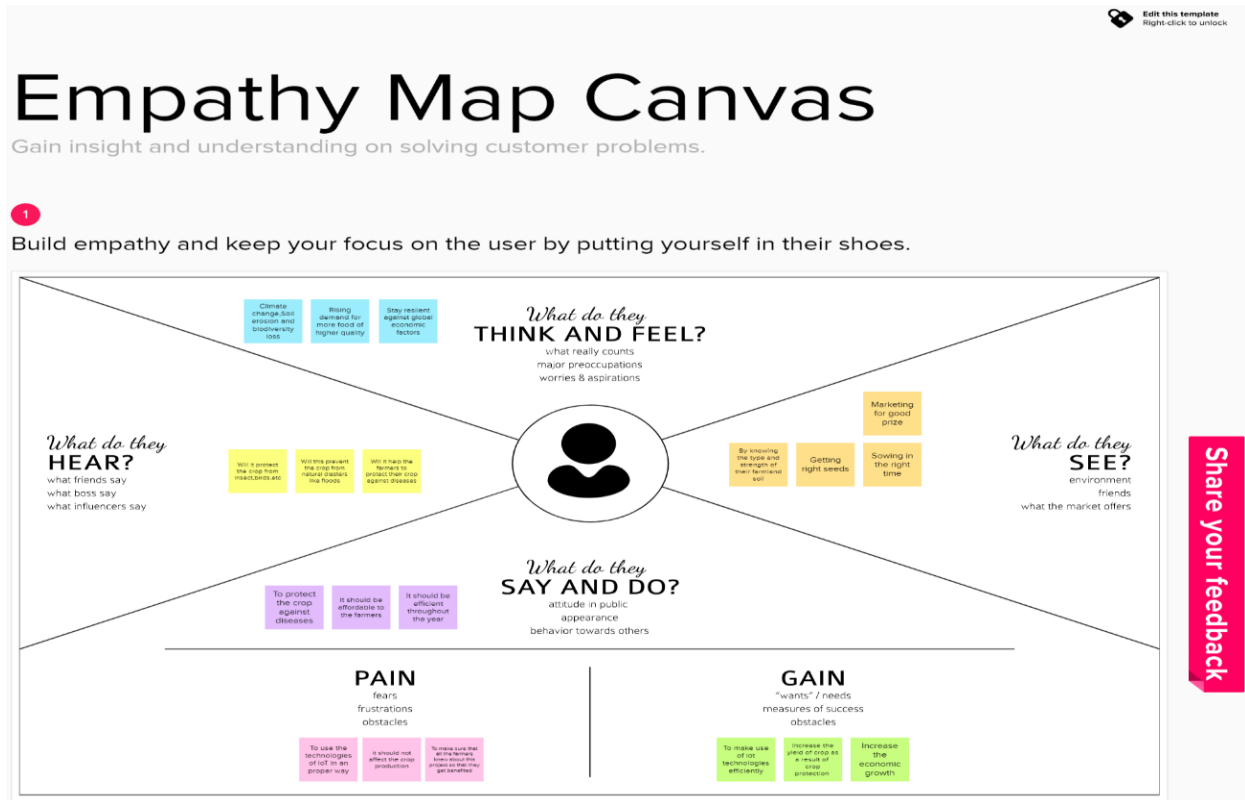 Edit this template
Right-click to unlock
Empathy Map Canvas
Gain insight and understanding on solving customer problems.
1
Build empathy and keep your focus on the user by putting yourself in their shoes.
Climate
change,Soil
erosion and
biodiversity
loss
Rising
demand for
more food of
higher quality
Stay resilient
against global
economic
factors
What do they
THINK AND FEEL?
what really counts
major preoccupations
worries & aspirations
What do they
HEAR?
what friends say
what boss say
what influencers say
Will it protect
the crop from
insect,birds,etc
Will this prevent
the crop from
natural diasters
like floods
Will it help the
farmers to
protect their crop
against diseases
Marketing
for good
prize
By knowing
the type and
strength of
their farmland
soil
Getting
right seeds
Sowing in
the right
time
What do they
SEE?
environment
friends
what the market offers
Share your feedback
What do they
SAY AND DO?
attitude in public
appearance
behavior towards others
To protect
the crop
against
diseases
It should be
affordable to
the farmers
It should be
efficient
throughout
the year
PAIN
fears
frustrations
obstacles
To use the
technologies
of IoT in an
proper way
It should not
affect the crop
production
To make sure that
all the farmers
knew about this
project so that they
get benefited
GAIN
"wants" / needs
measures of success
obstacles
To make use
of iot
technologies
efficiently
Increase the
yield of crop as
a result of
crop
protection
Increase
the
economic
growth